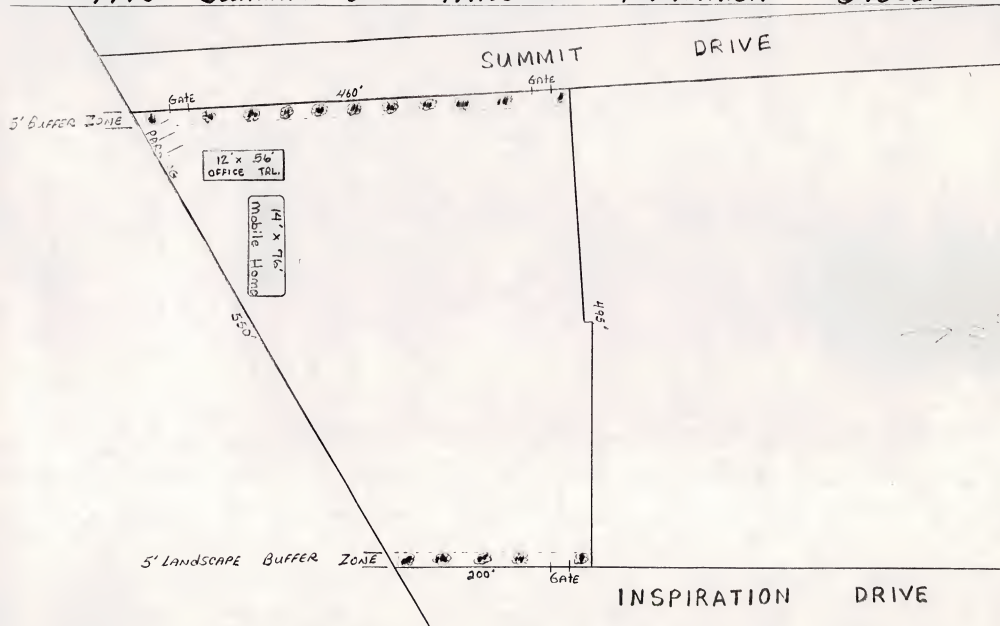 SUMMIT DRIVE
GATE
460'
GATE
5' BUFFER ZONE
12' x 56'
OFFICE TRL.
14' x 76'
Mobile Home
550'
495'
5' LANDSCAPE BUFFER ZONE
200'
GATE
INSPIRATION DRIVE